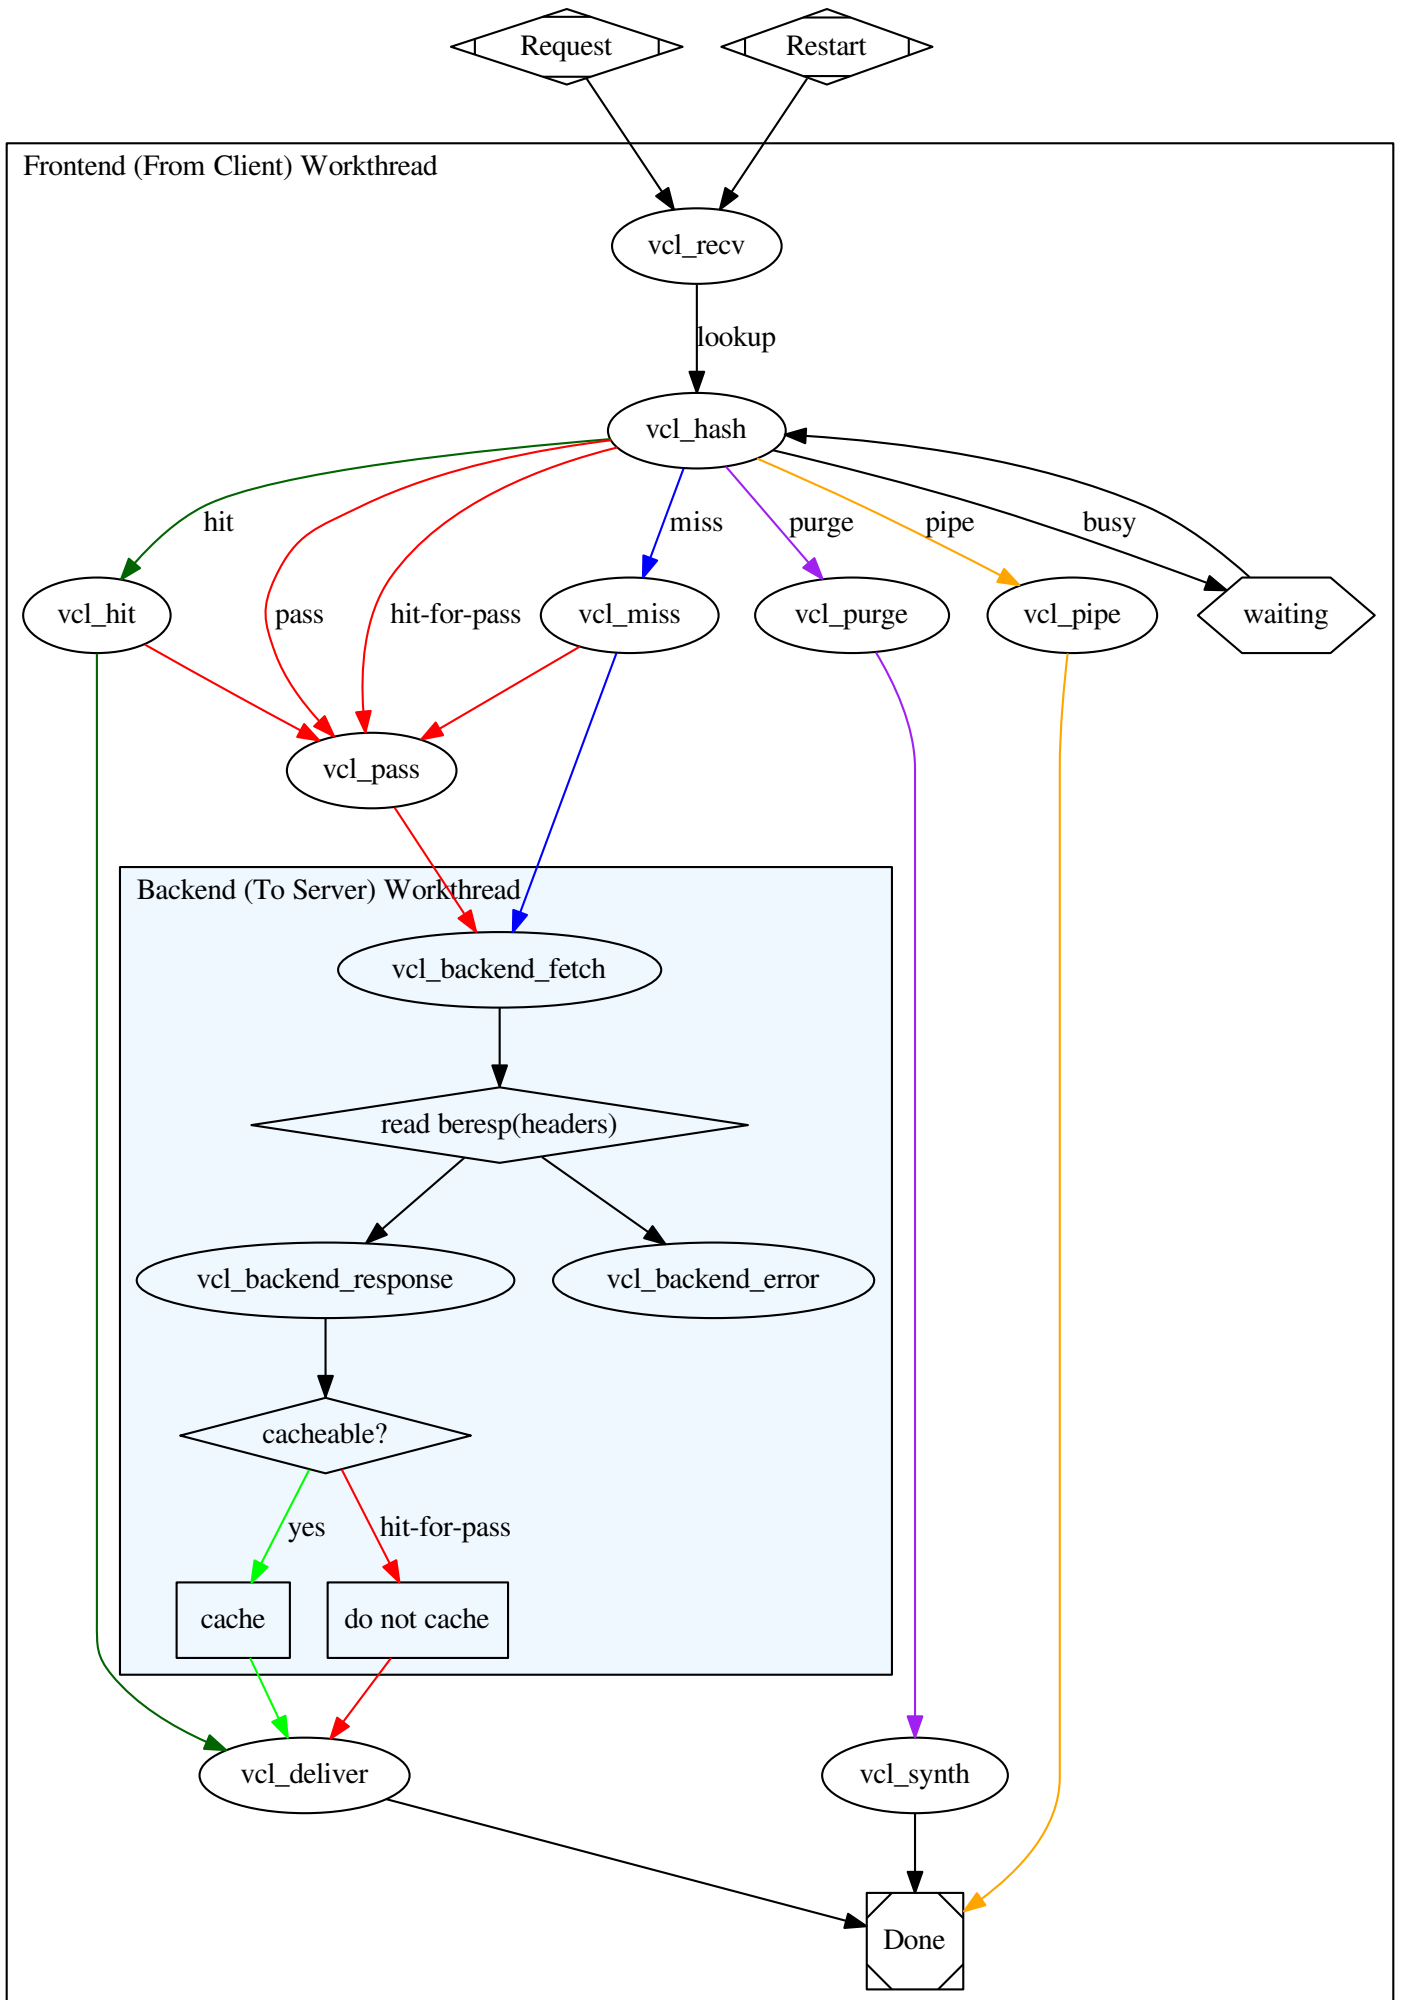 Request
Restart
Frontend (From Client) Workthread
vcl_recv
lookup
vcl_hash
hit
miss
purge
pipe
busy
vcl_hit
pass
hit-for-pass
vcl_miss
vcl_purge
vcl_pipe
waiting
vcl_pass
Backend (To Server) Workthread
vcl_backend_fetch
read beresp(headers)
vcl_backend_response
vcl_backend_error
cacheable?
yes
hit-for-pass
cache
do not cache
vcl_deliver
vcl_synth
Done